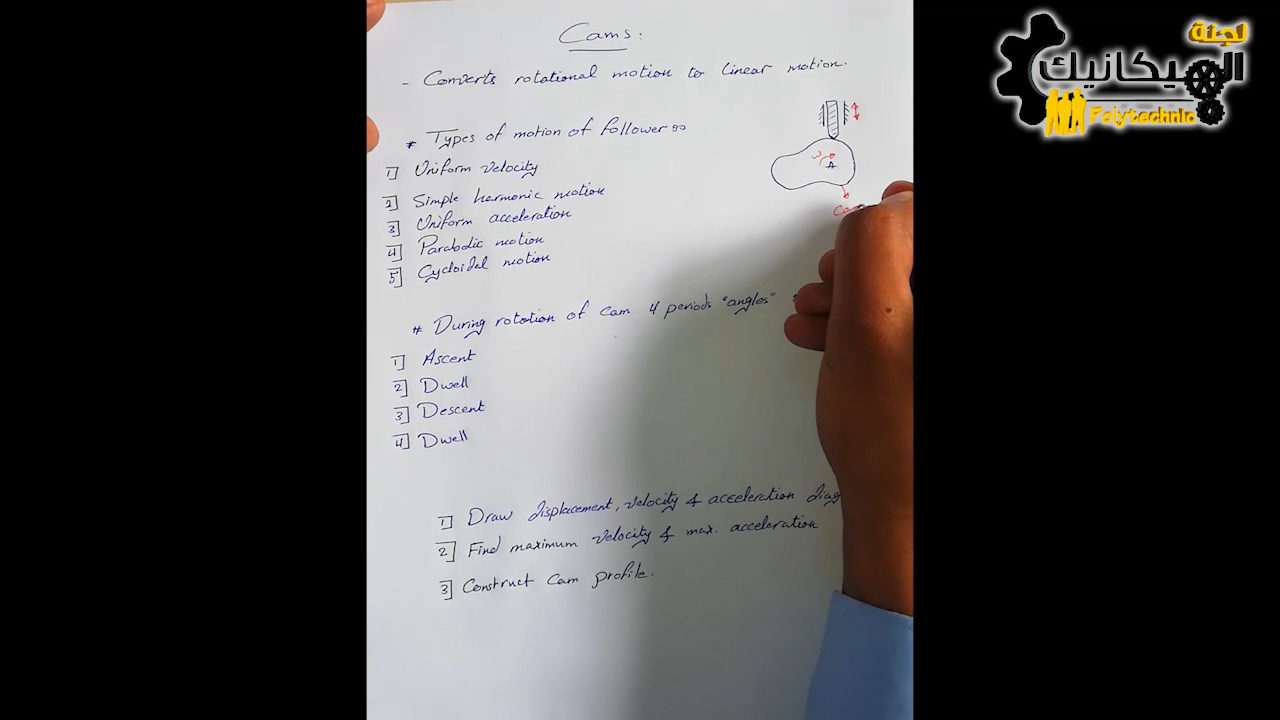 Cams:
- Converts rotational motion to linear motion.
* Types of motion of follower
1] Uniform velocity
2] Simple harmonic motion
3] Uniform acceleration
4] Parabolic motion
5] Cycloidal motion
ω
A
# During rotation of cam 4 periods "angles"
1] Ascent
2] Dwell
3] Descent
4] Dwell
1] Draw displacement, velocity & acceleration diag
2] Find maximum velocity & max. acceleration
3] Construct cam profile.
لجنة
الميكانيك
Polytechnic